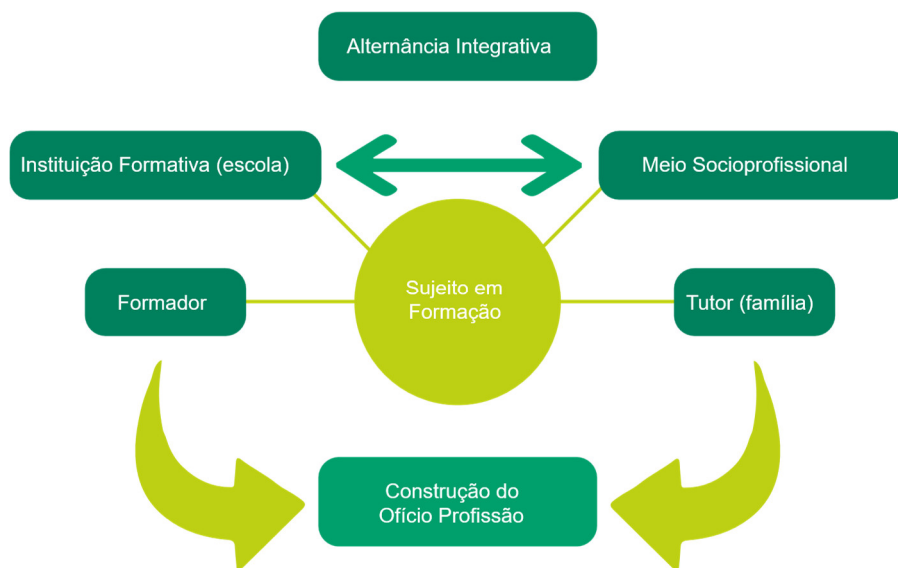 Alternância Integrativa
Instituição Formativa (escola)
Meio Socioprofissional
Sujeito em
Formação
Formador
Tutor (família)
Construção do
Ofício Profissão